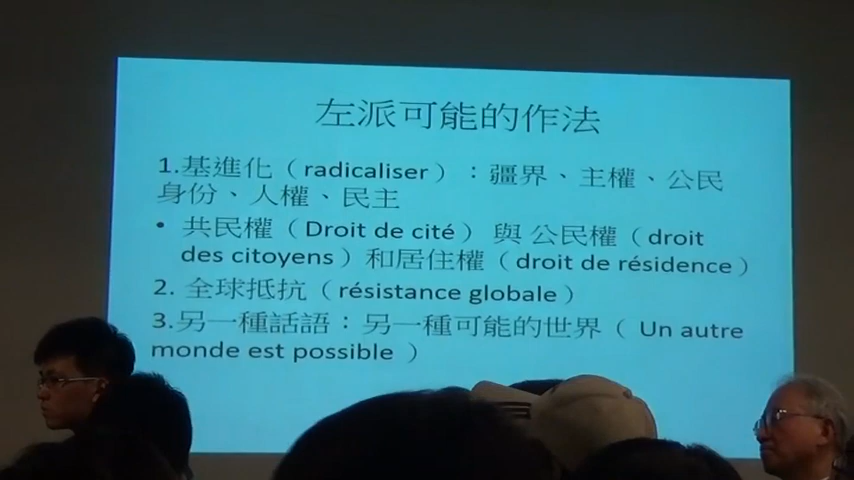 左派可能的作法
1.基進化（radicaliser）：疆界、主權、公民
身份、人權、民主
• 共民權（Droit de cité）與 公民權（droit
des citoyens）和居住權（droit de résidence）
2. 全球抵抗（résistance globale）
3.另一種話語：另一種可能的世界（ Un autre
monde est possible ）